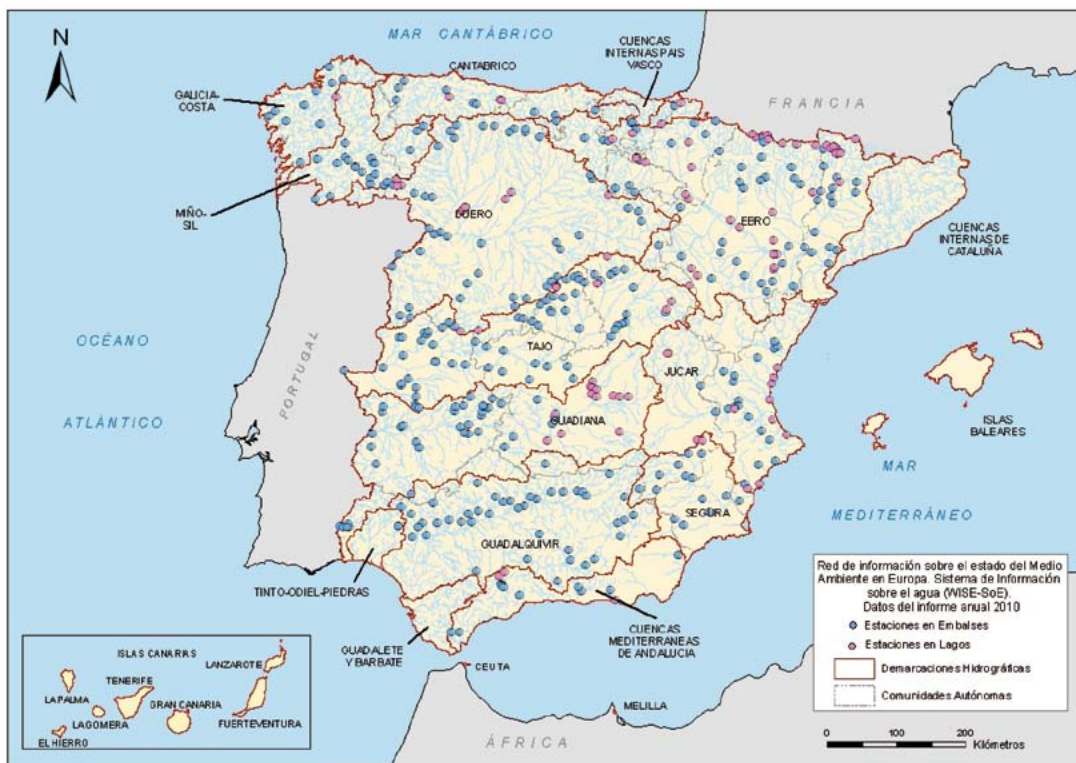 N
MAR CANTÁBRICO
CUENCAS
INTERNAS PAIS
VASCO
CANTABRICO
GALICIA-
COSTA
FRANCIA
MIÑO-
SIL
DUERO
EBRO
CUENCAS
INTERNAS DE
CATALUÑA
OCÉANO
ATLÁNTICO
PORTUGAL
TAJO
JUCAR
GUADIANA
ISLAS
BALEARES
MAR
MEDITERRÁNEO
SEGURA
GUADALQUIVIR
TINTO-ODIEL-PIEDRAS
GUADALETE
Y BARBATE
CUENCAS
MEDITERRANEAS
DE ANDALUCIA
CEUTA
MELILLA
ÁFRICA
ISLAS CANARIAS
LANZAROTE
TENERIFE
LA PALMA
GRAN CANARIA
LAGOMERA
FUERTEVENTURA
EL HIERRO
Red de información sobre el estado del Medio
Ambiente en Europa. Sistema de Información
sobre el agua (WISE-SoE).
Datos del informe anual 2010
Estaciones en Embalses
Estaciones en Lagos
Demarcaciones Hidrográficas
Comunidades Autónomas
0 50 100 200
Kilómetros